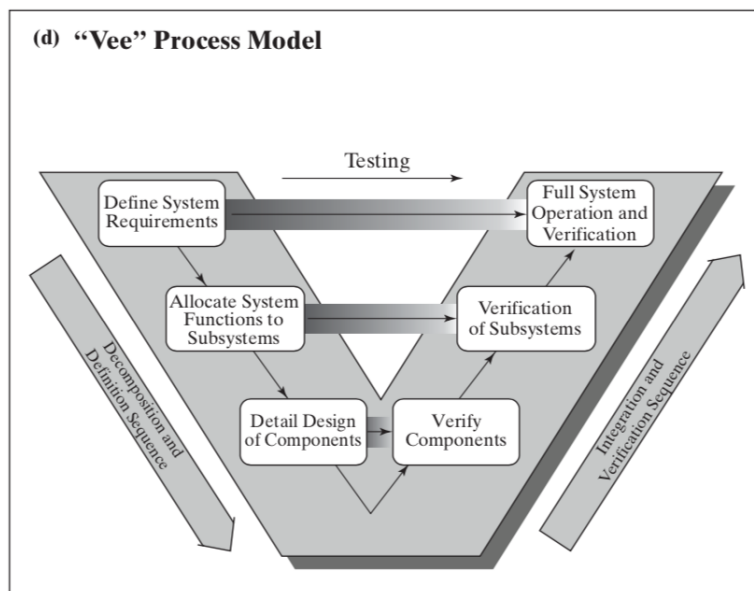 (d) “Vee” Process Model
Testing
Define System
Requirements
Full System
Operation and
Verification
Allocate System
Functions to
Subsystems
Verification
of Subsystems
Detail Design
of Components
Verify
Components
Decomposition and
Definition Sequence
Integration and
Verification Sequence